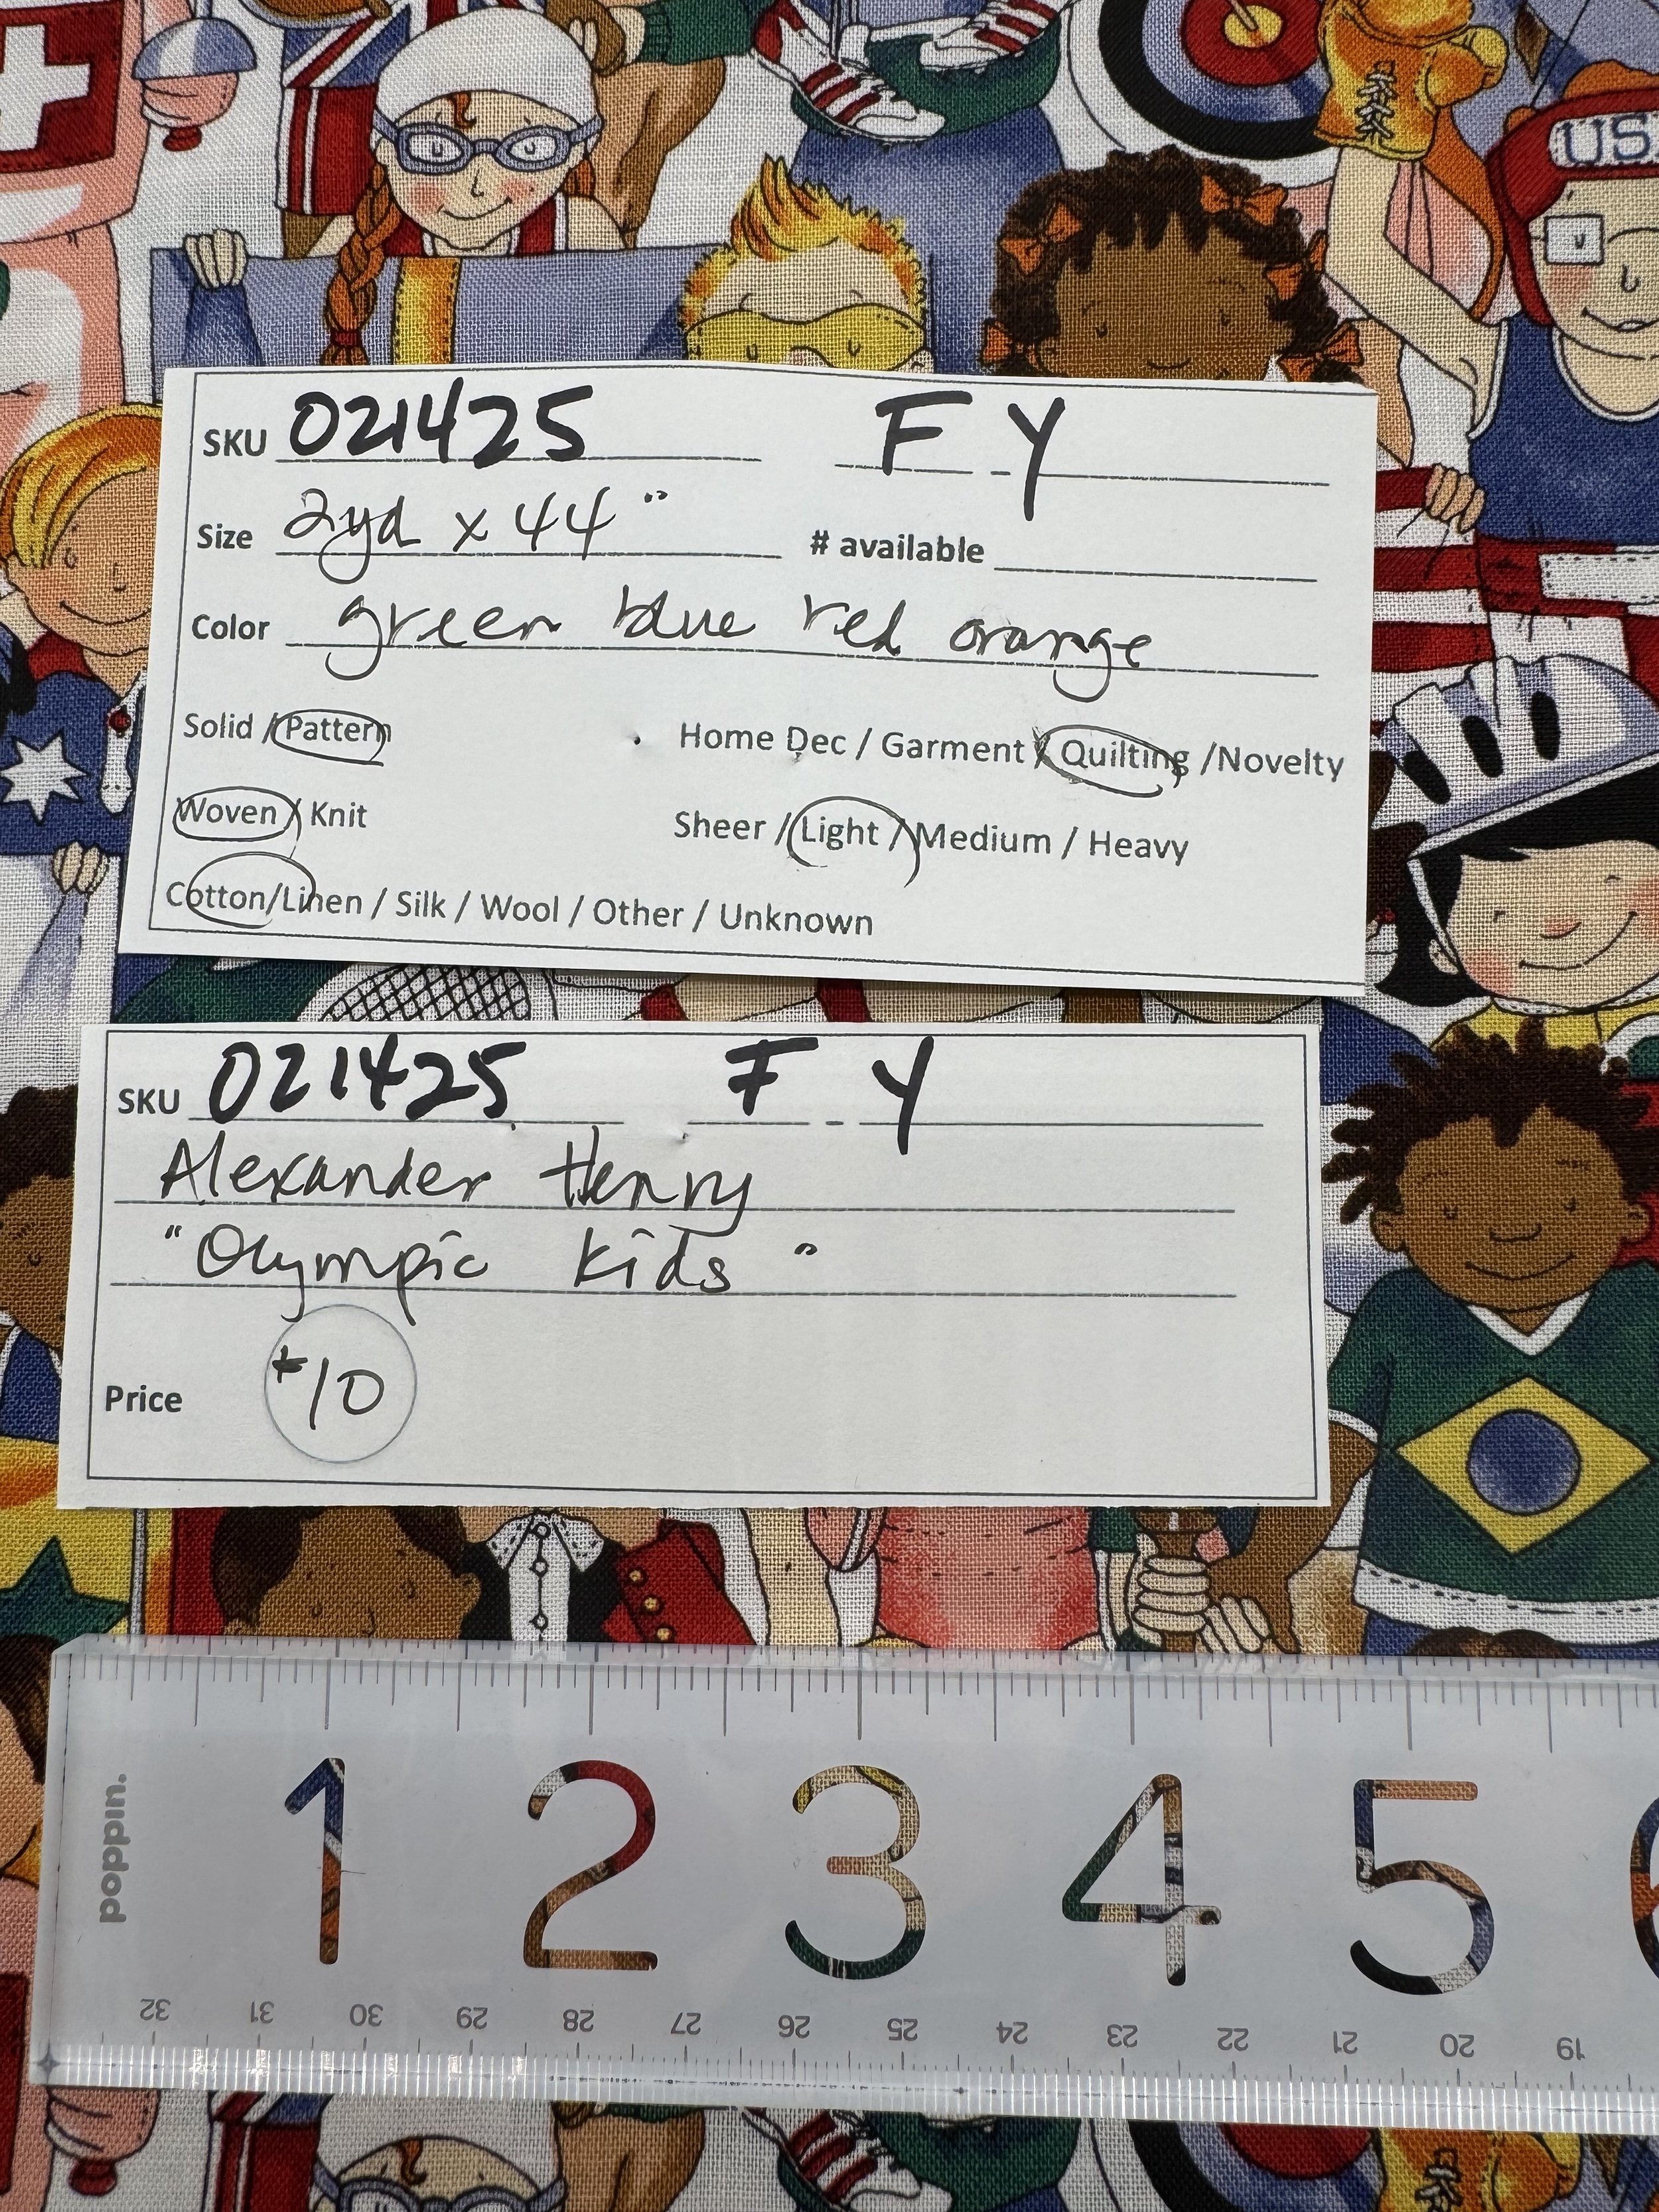 USA
SKU 021425 F - Y
Size 2yd x 44" # available
Color green blue red orange
Solid / Pattern Home Dec / Garment / Quilting /Novelty
Woven / Knit Sheer / Light / Medium / Heavy
Cotton/Linen / Silk / Wool / Other / Unknown
SKU 021425 F - Y
Alexander Henry
"Olympic Kids"
Price $10
poppin.
1 2 3 4 5 6
32 31 30 29 28 27 26 25 24 23 22 21 20 19